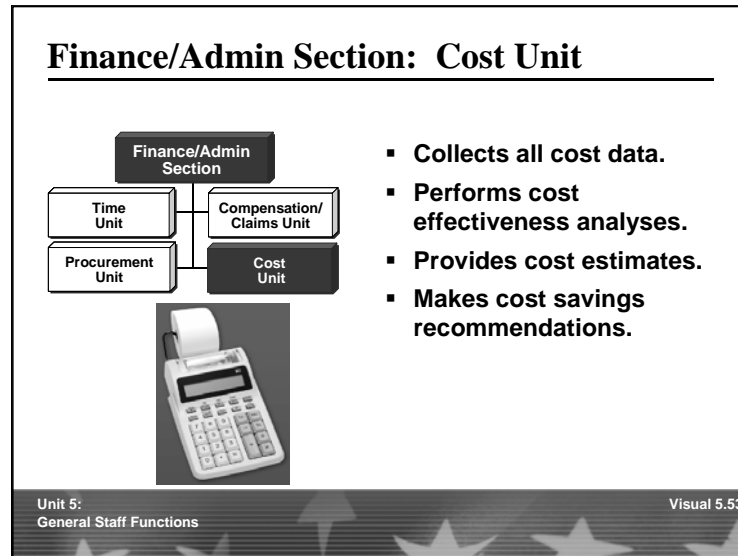 Finance/Admin Section: Cost Unit
Finance/Admin
Section
Time
Unit
Compensation/
Claims Unit
Procurement
Unit
Cost
Unit
▪ Collects all cost data.
▪ Performs cost
effectiveness analyses.
▪ Provides cost estimates.
▪ Makes cost savings
recommendations.
Unit 5:
General Staff Functions
Visual 5.53